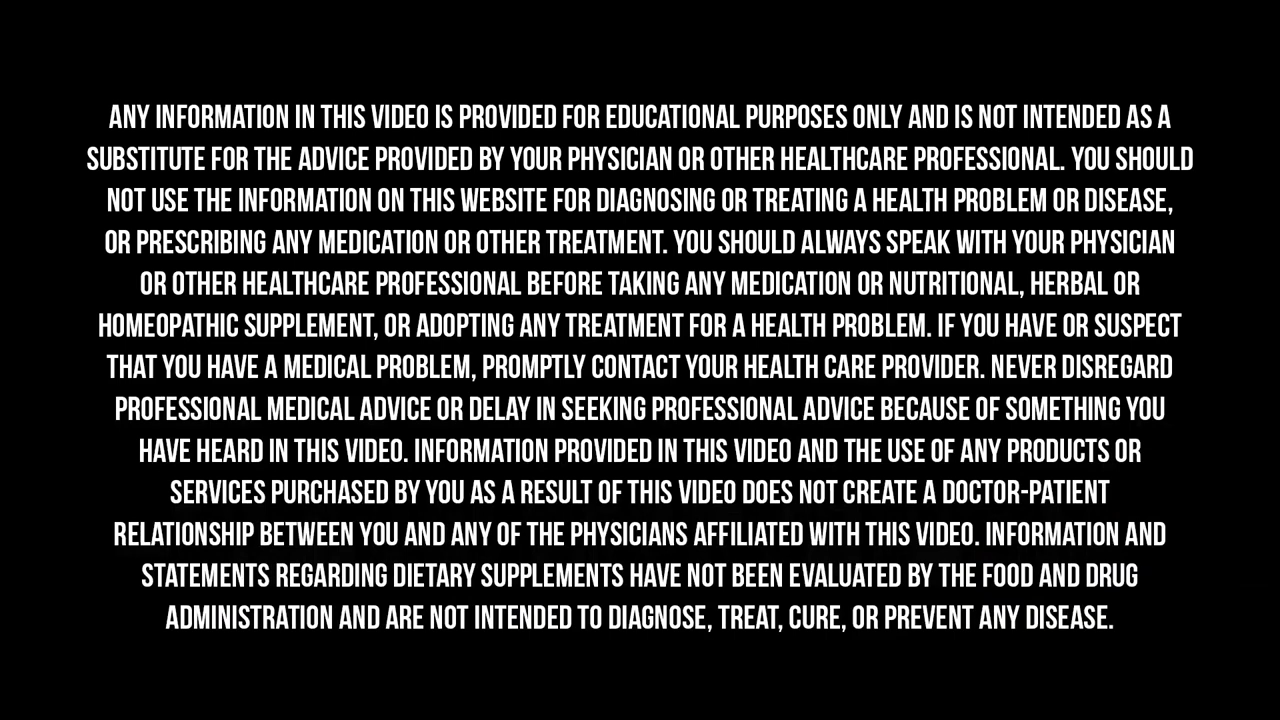 ANY INFORMATION IN THIS VIDEO IS PROVIDED FOR EDUCATIONAL PURPOSES ONLY AND IS NOT INTENDED AS A
SUBSTITUTE FOR THE ADVICE PROVIDED BY YOUR PHYSICIAN OR OTHER HEALTHCARE PROFESSIONAL. YOU SHOULD
NOT USE THE INFORMATION ON THIS WEBSITE FOR DIAGNOSING OR TREATING A HEALTH PROBLEM OR DISEASE,
OR PRESCRIBING ANY MEDICATION OR OTHER TREATMENT. YOU SHOULD ALWAYS SPEAK WITH YOUR PHYSICIAN
OR OTHER HEALTHCARE PROFESSIONAL BEFORE TAKING ANY MEDICATION OR NUTRITIONAL, HERBAL OR
HOMEOPATHIC SUPPLEMENT, OR ADOPTING ANY TREATMENT FOR A HEALTH PROBLEM. IF YOU HAVE OR SUSPECT
THAT YOU HAVE A MEDICAL PROBLEM, PROMPTLY CONTACT YOUR HEALTH CARE PROVIDER. NEVER DISREGARD
PROFESSIONAL MEDICAL ADVICE OR DELAY IN SEEKING PROFESSIONAL ADVICE BECAUSE OF SOMETHING YOU
HAVE HEARD IN THIS VIDEO. INFORMATION PROVIDED IN THIS VIDEO AND THE USE OF ANY PRODUCTS OR
SERVICES PURCHASED BY YOU AS A RESULT OF THIS VIDEO DOES NOT CREATE A DOCTOR-PATIENT
RELATIONSHIP BETWEEN YOU AND ANY OF THE PHYSICIANS AFFILIATED WITH THIS VIDEO. INFORMATION AND
STATEMENTS REGARDING DIETARY SUPPLEMENTS HAVE NOT BEEN EVALUATED BY THE FOOD AND DRUG
ADMINISTRATION AND ARE NOT INTENDED TO DIAGNOSE, TREAT, CURE, OR PREVENT ANY DISEASE.